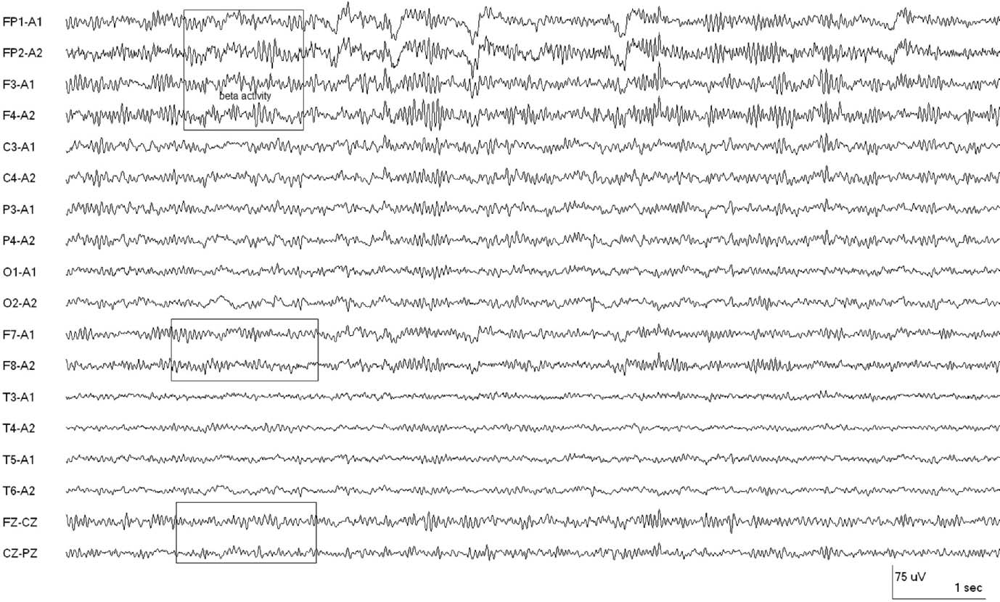 FP1-A1
FP2-A2
F3-A1
beta activity
F4-A2
C3-A1
C4-A2
P3-A1
P4-A2
O1-A1
O2-A2
F7-A1
F8-A2
T3-A1
T4-A2
T5-A1
T6-A2
FZ-CZ
CZ-PZ
75 uV
1 sec